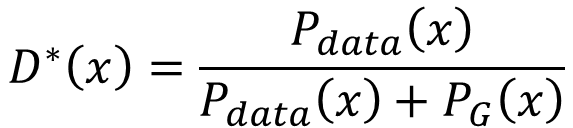 D*(x) = P_data(x) / (P_data(x) + P_G(x))